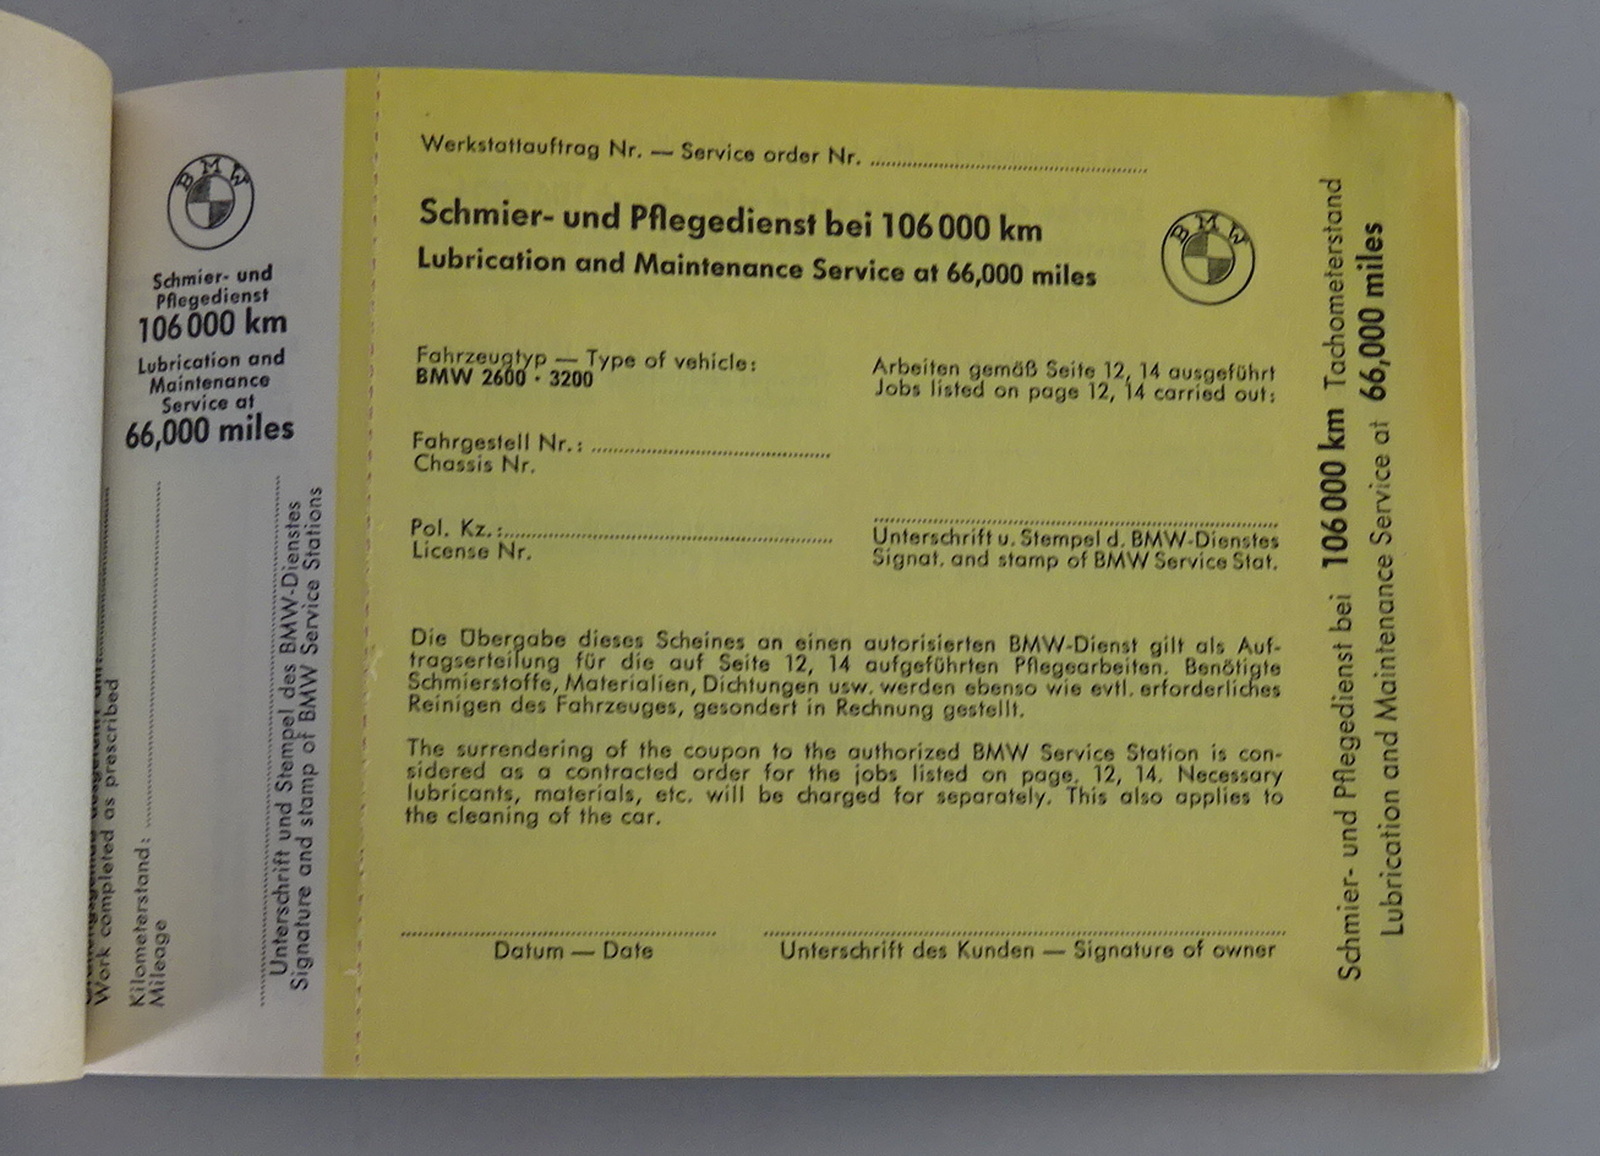 BMW
Schmier- und
Pflegedienst
106 000 km
Lubrication and
Maintenance
Service at
66,000 miles
Work completed as prescribed
Kilometerstand:
Mileage
Unterschrift und Stempel des BMW-Dienstes
Signature and stamp of BMW Service Stations
Werkstattauftrag Nr. — Service order Nr.
Schmier- und Pflegedienst bei 106 000 km
Lubrication and Maintenance Service at 66,000 miles
BMW
Fahrzeugtyp — Type of vehicle:
BMW 2600 · 3200
Arbeiten gemäß Seite 12, 14 ausgeführt
Jobs listed on page 12, 14 carried out:
Fahrgestell Nr.:
Chassis Nr.
Pol. Kz.:
License Nr.
Unterschrift u. Stempel d. BMW-Dienstes
Signat. and stamp of BMW Service Stat.
Die Übergabe dieses Scheines an einen autorisierten BMW-Dienst gilt als Auf-
tragserteilung für die auf Seite 12, 14 aufgeführten Pflegearbeiten. Benötigte
Schmierstoffe, Materialien, Dichtungen usw. werden ebenso wie evtl. erforderliches
Reinigen des Fahrzeuges, gesondert in Rechnung gestellt.
The surrendering of the coupon to the authorized BMW Service Station is con-
sidered as a contracted order for the jobs listed on page. 12, 14. Necessary
lubricants, materials, etc. will be charged for separately. This also applies to
the cleaning of the car.
Datum — Date
Unterschrift des Kunden — Signature of owner
Schmier- und Pflegedienst bei 106 000 km Tachometerstand
Lubrication and Maintenance Service at 66,000 miles